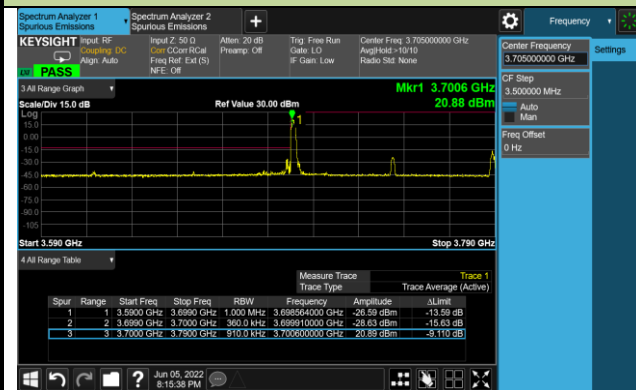 Spectrum Analyzer 1
Spurious Emissions
Spectrum Analyzer 2
Spurious Emissions
+
Frequency
KEYSIGHT
Input: RF
Coupling: DC
Align: Auto
Input Z: 50 Ω
Corr CCorr RCal
Freq Ref: Ext (S)
NFE: Off
Atten: 20 dB
Preamp: Off
Trig: Free Run
Gate: LO
IF Gain: Low
Center Freq: 3.705000000 GHz
Avg|Hold:>10/10
Radio Std: None
PASS
Center Frequency
3.705000000 GHz
Settings
CF Step
3.500000 MHz
Auto
Man
Freq Offset
0 Hz
3 All Range Graph
Mkr1 3.7006 GHz
Scale/Div 15.0 dB
Ref Value 30.00 dBm
20.88 dBm
Log
15.0
0.00
-15.0
-30.0
-45.0
-60.0
-75.0
-90.0
-105
1
Start 3.590 GHz
Stop 3.790 GHz
4 All Range Table
Measure Trace
Trace 1
Trace Type
Trace Average (Active)
Spur Range Start Freq Stop Freq RBW Frequency Amplitude ΔLimit
1 1 3.5900 GHz 3.6990 GHz 1.000 MHz 3.698564000 GHz -26.59 dBm -13.59 dB
2 2 3.6990 GHz 3.7000 GHz 360.0 kHz 3.699910000 GHz -28.63 dBm -15.63 dB
3 3 3.7000 GHz 3.7900 GHz 910.0 kHz 3.700600000 GHz 20.89 dBm -9.110 dB
?
Jun 05, 2022
8:15:38 PM